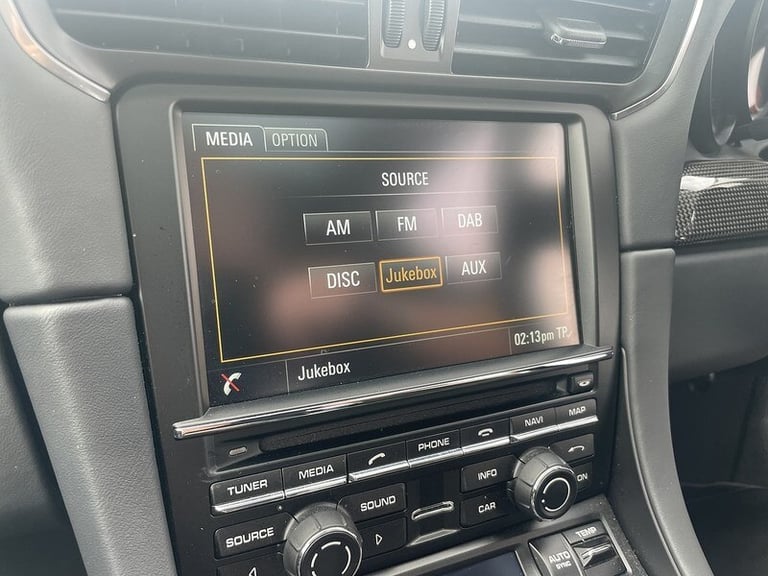 MEDIA OPTION
SOURCE
AM FM DAB
DISC Jukebox AUX
Jukebox 02:13pm TP
TUNER MEDIA PHONE NAVI MAP
SOURCE SOUND INFO ON
CAR
AUTO SYNC TEMP